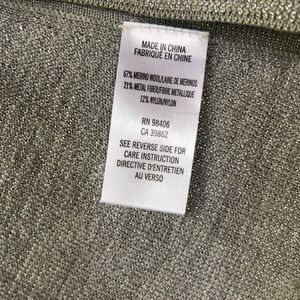 MADE IN CHINA
FABRIQUÉ EN CHINE
67% MERINO WOOL/LAINE DE MERINOS
21% METAL FIBER/FIBRE METALLIQUE
12% NYLON/NYLON
RN 98406
CA 39862
SEE REVERSE SIDE FOR
CARE INSTRUCTION
DIRECTIVE D'ENTRETIEN
AU VERSO